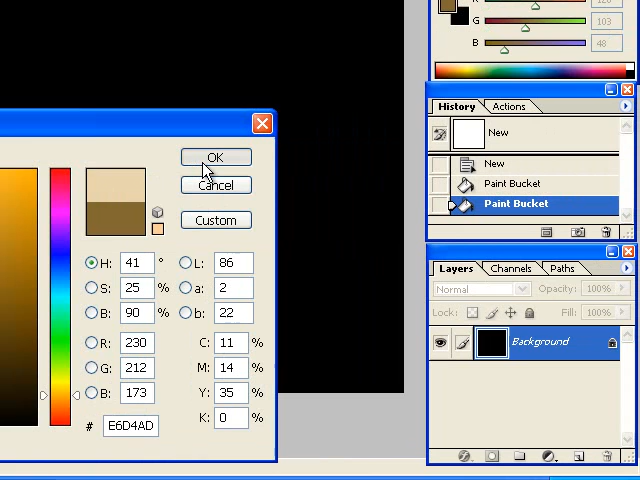 R 120
G 103
B 48
History Actions
New
New
Paint Bucket
Paint Bucket
OK
Cancel
Custom
Layers Channels Paths
Normal Opacity: 100%
Lock: Fill: 100%
Background
H: 41 ° L: 86
S: 25 % a: 2
B: 90 % b: 22
R: 230 C: 11 %
G: 212 M: 14 %
B: 173 Y: 35 %
# E6D4AD K: 0 %